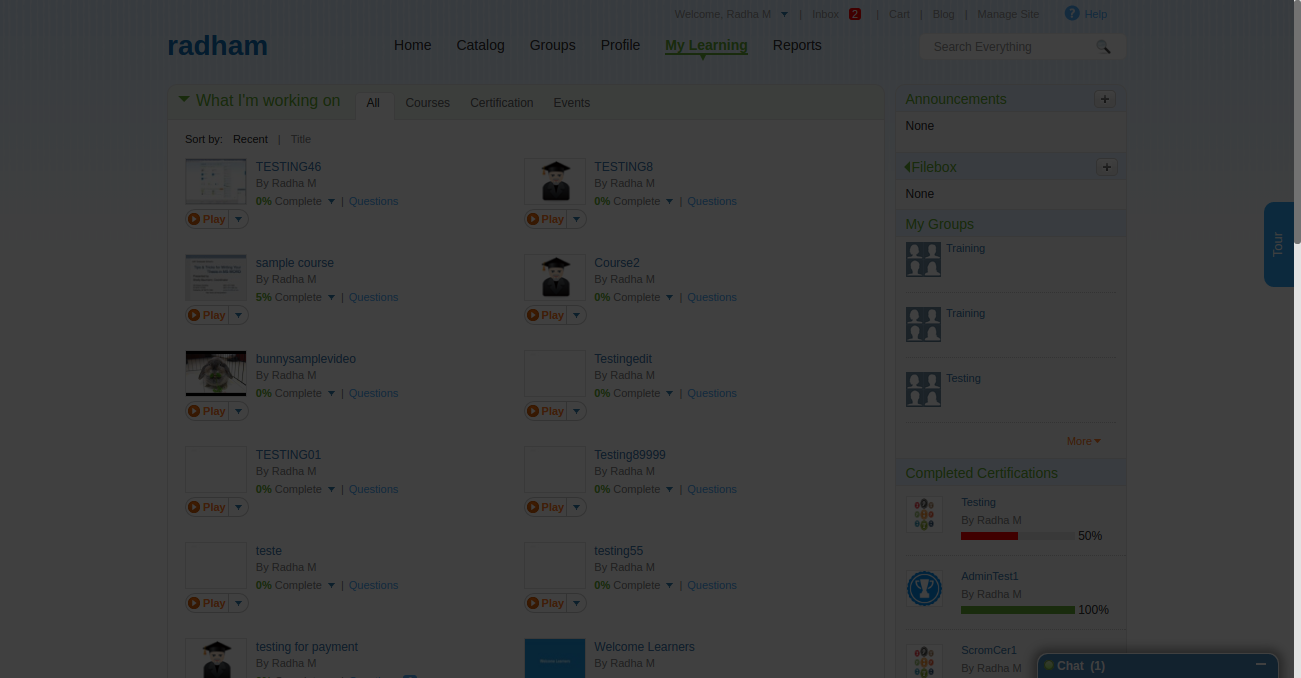 Welcome, Radha M | Inbox 2 | Cart | Blog | Manage Site ? Help
radham
Home Catalog Groups Profile My Learning Reports
Search Everything
What I'm working on All Courses Certification Events
Sort by: Recent | Title
TESTING46
By Radha M
0% Complete | Questions
Play
TESTING8
By Radha M
0% Complete | Questions
Play
sample course
By Radha M
5% Complete | Questions
Play
Course2
By Radha M
0% Complete | Questions
Play
bunnysamplevideo
By Radha M
0% Complete | Questions
Play
Testingedit
By Radha M
0% Complete | Questions
Play
TESTING01
By Radha M
0% Complete | Questions
Play
Testing89999
By Radha M
0% Complete | Questions
Play
teste
By Radha M
0% Complete | Questions
Play
testing55
By Radha M
0% Complete | Questions
Play
testing for payment
By Radha M
Welcome Learners
By Radha M
Announcements +
None
Filebox +
None
My Groups
Training
Training
Testing
More
Completed Certifications
Testing
By Radha M
50%
AdminTest1
By Radha M
100%
ScromCer1
By Radha M
Tour
Chat (1)